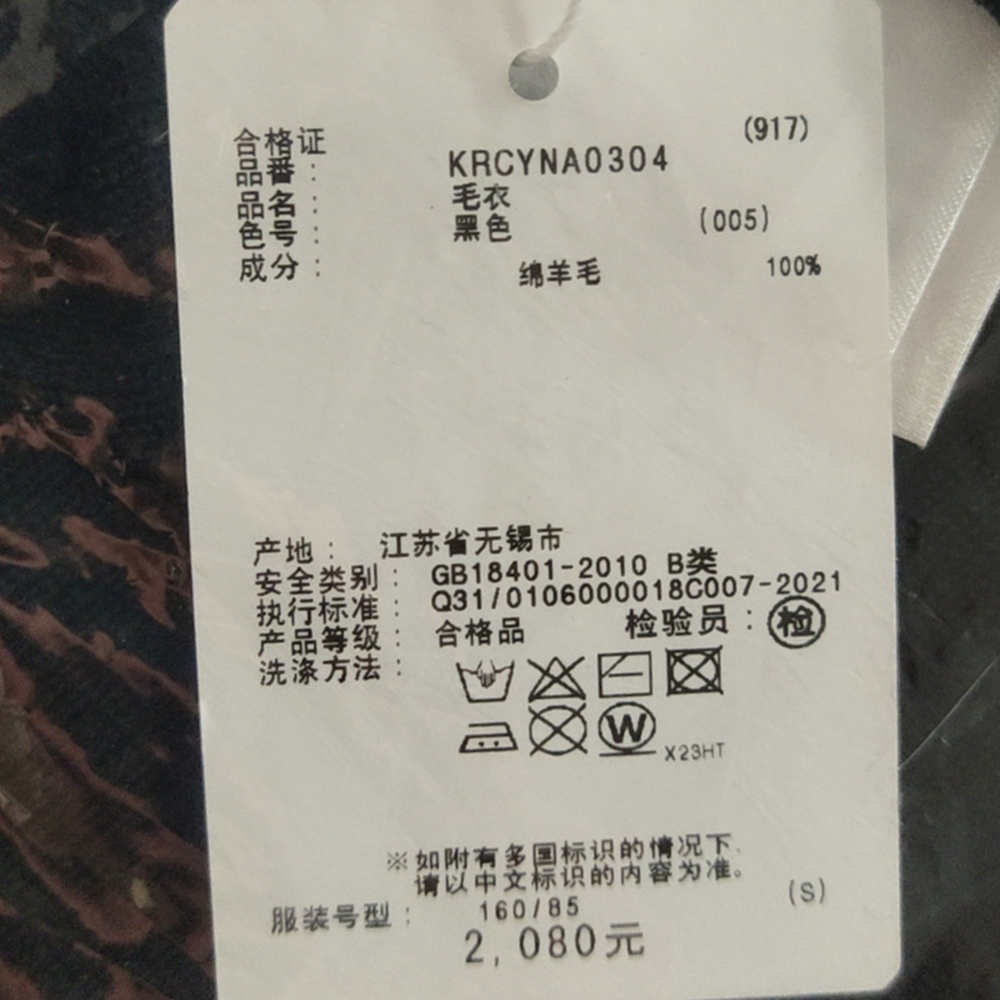 (917)
合格证
品番： KRCYNA0304
品名： 毛衣
色号： 黑色 (005)
成分： 绵羊毛 100%
产地： 江苏省无锡市
安全类别： GB18401-2010 B类
执行标准： Q31/0106000018C007-2021
产品等级： 合格品 检验员： 检
洗涤方法：
W
X23HT
※如附有多国标识的情况下、
请以中文标识的内容为准。
(S)
服装号型： 160/85
2,080元